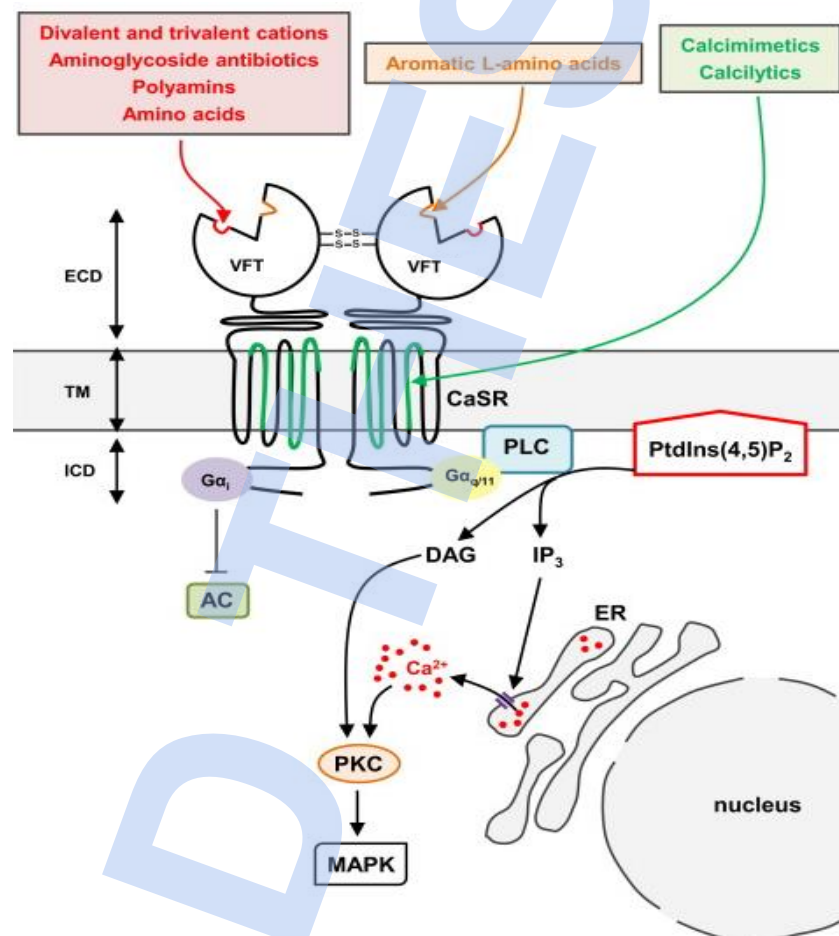 Divalent and trivalent cations
Aminoglycoside antibiotics
Polyamins
Amino acids
Aromatic L-amino acids
Calcimimetics
Calcilytics
ECD
VFT
S-S
S-S
VFT
TM
CaSR
ICD
Gαi
Gαq/11
PLC
PtdIns(4,5)P₂
AC
DAG
IP₃
ER
Ca²⁺
PKC
nucleus
MAPK